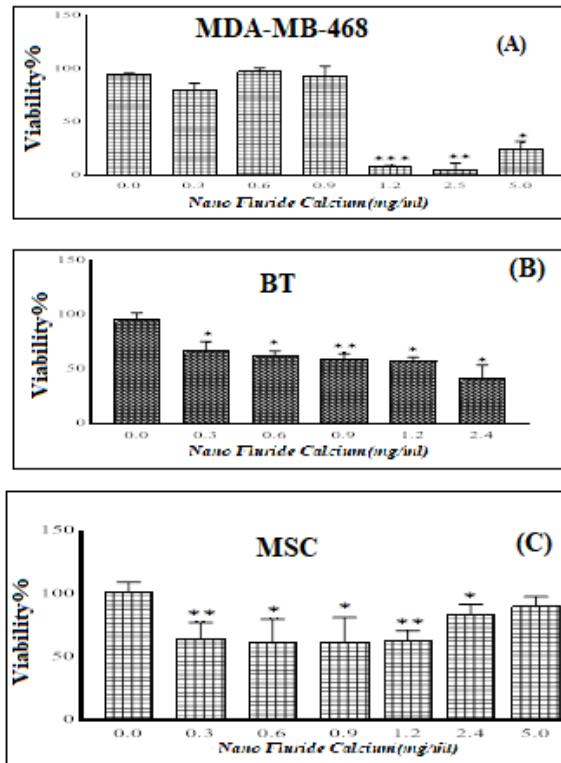 MDA-MB-468
(A)
Viability%
150
100
50
0
*** ** *
0.0 0.3 0.6 0.9 1.2 2.5 5.0
Nano Fluride Calcium(mg/ml)
BT
(B)
Viability%
150
100
50
0
* * ** * *
0.0 0.3 0.6 0.9 1.2 2.4
Nano Fluride Calcium(mg/ml)
MSC
(C)
Viability%
150
100
50
0
** * * ** *
0.0 0.3 0.6 0.9 1.2 2.4 5.0
Nano Fluride Calcium(mg/ml)